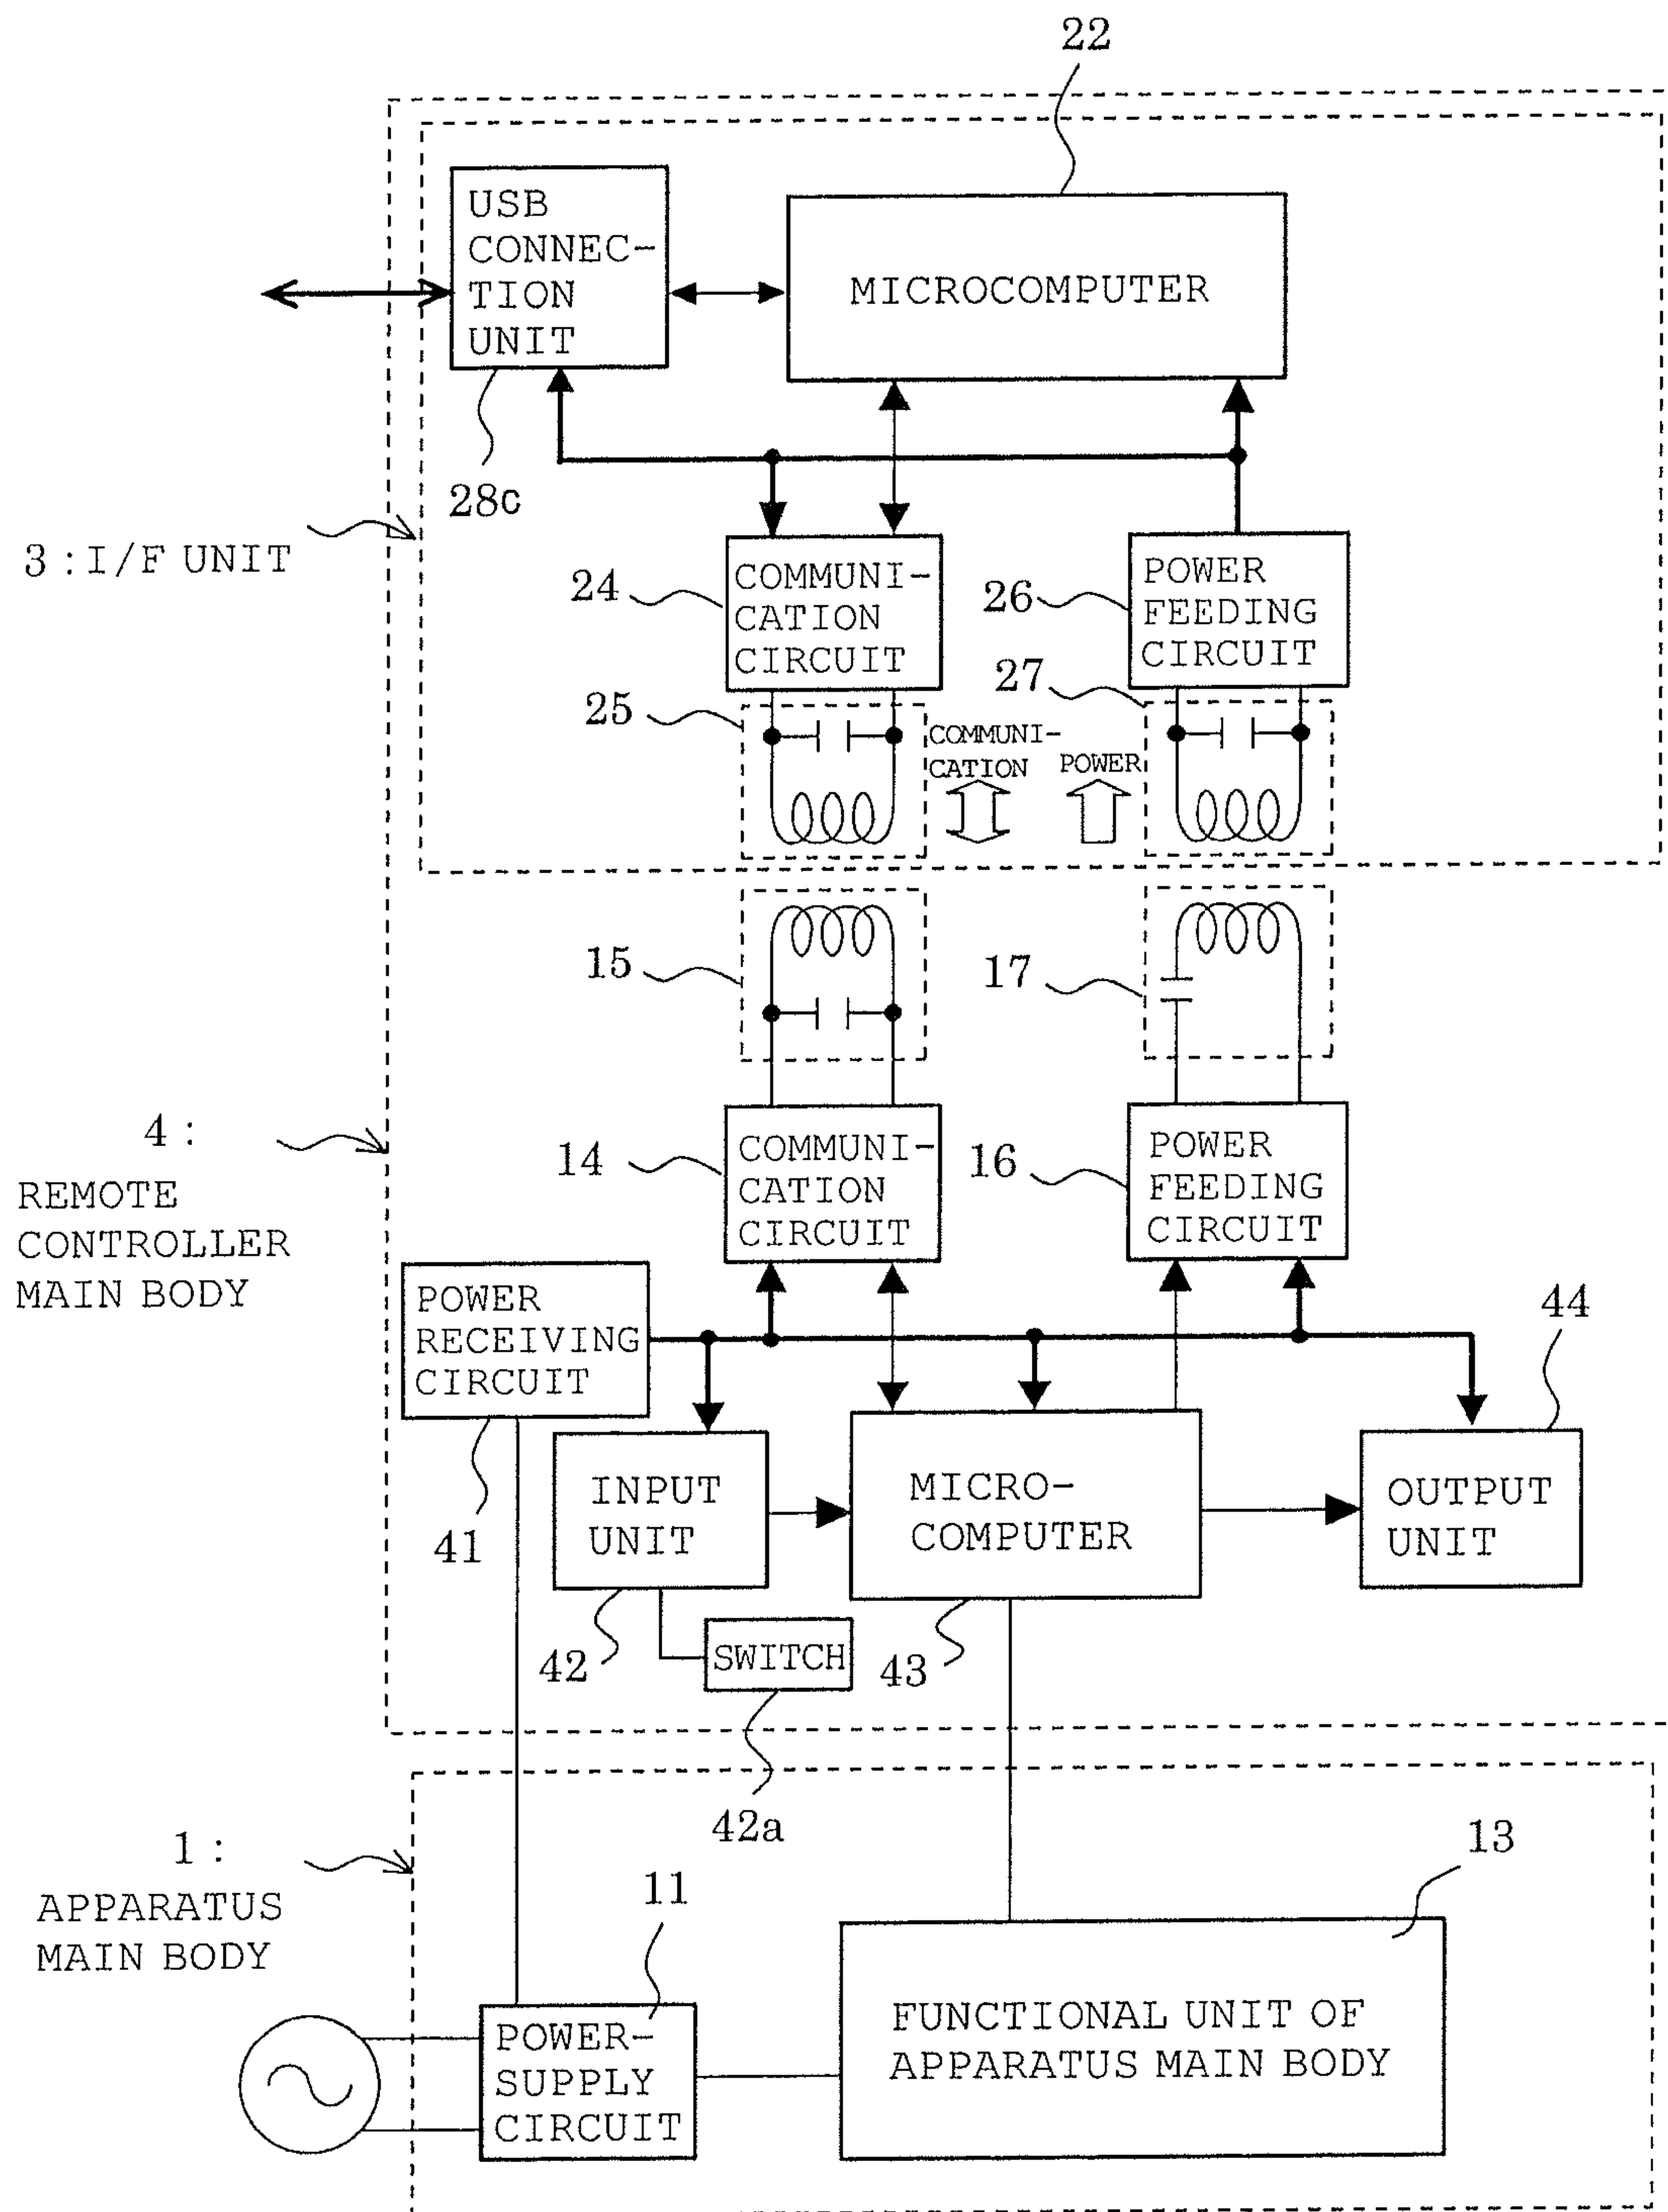 22
USB
CONNEC-
TION
UNIT
MICROCOMPUTER
28c
3 : I/F UNIT
24
COMMUNI-
CATION
CIRCUIT
26
POWER
FEEDING
CIRCUIT
25
27
COMMUNI-
CATION
POWER
15
17
4 :
REMOTE
CONTROLLER
MAIN BODY
14
COMMUNI-
CATION
CIRCUIT
16
POWER
FEEDING
CIRCUIT
POWER
RECEIVING
CIRCUIT
44
41
INPUT
UNIT
MICRO-
COMPUTER
OUTPUT
UNIT
42
SWITCH
43
42a
1 :
APPARATUS
MAIN BODY
11
13
POWER-
SUPPLY
CIRCUIT
FUNCTIONAL UNIT OF
APPARATUS MAIN BODY